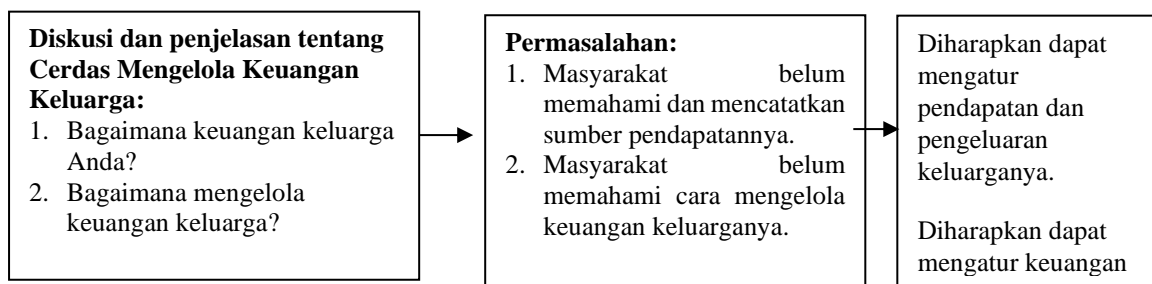 Diskusi dan penjelasan tentang
Cerdas Mengelola Keuangan
Keluarga:
1. Bagaimana keuangan keluarga
Anda?
2. Bagaimana mengelola
keuangan keluarga?
Permasalahan:
1. Masyarakat belum
memahami dan mencatatkan
sumber pendapatannya.
2. Masyarakat belum
memahami cara mengelola
keuangan keluarganya.
Diharapkan dapat
mengatur
pendapatan dan
pengeluaran
keluarganya.
Diharapkan dapat
mengatur keuangan